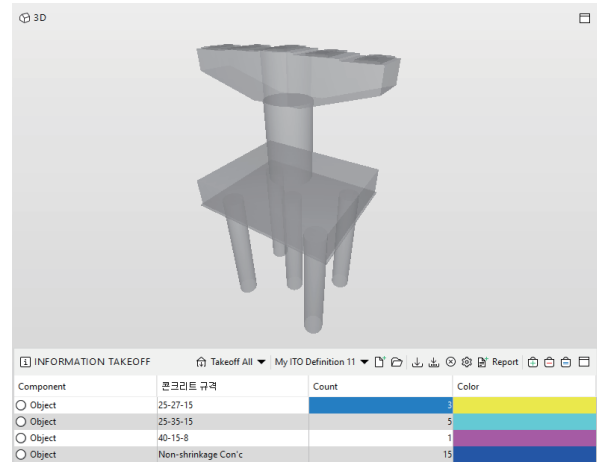 3D
INFORMATION TAKEOFF Takeoff All My ITO Definition 11 Report
Component 콘크리트 규격 Count Color
Object 25-27-15 3
Object 25-35-15 5
Object 40-15-8 1
Object Non-shrinkage Con'c 15